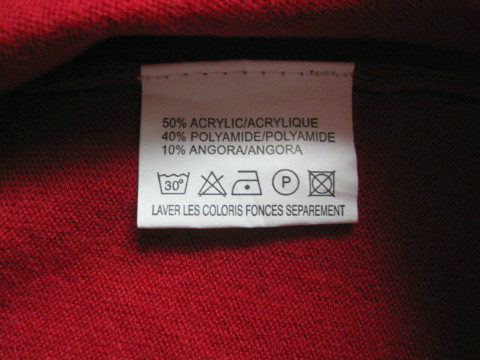 50% ACRYLIC/ACRYLIQUE
40% POLYAMIDE/POLYAMIDE
10% ANGORA/ANGORA
30° P
LAVER LES COLORIS FONCES SEPAREMENT